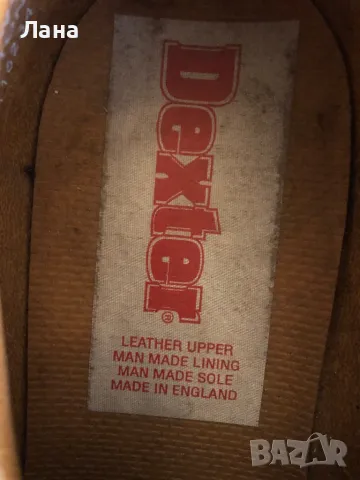 Лана
Dexter®
LEATHER UPPER
MAN MADE LINING
MAN MADE SOLE
MADE IN ENGLAND
BAZAR